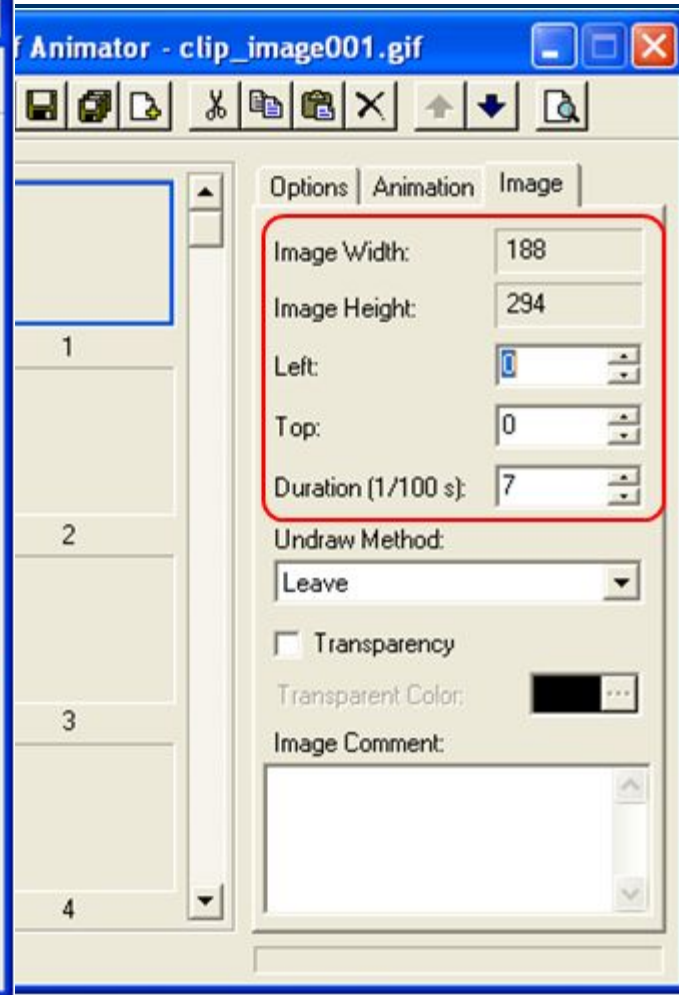 f Animator - clip_image001.gif
Options Animation Image
Image Width: 188
Image Height: 294
1
Left: 0
Top: 0
Duration (1/100 s): 7
2
Undraw Method:
Leave
Transparency
Transparent Color: ...
3
Image Comment:
4